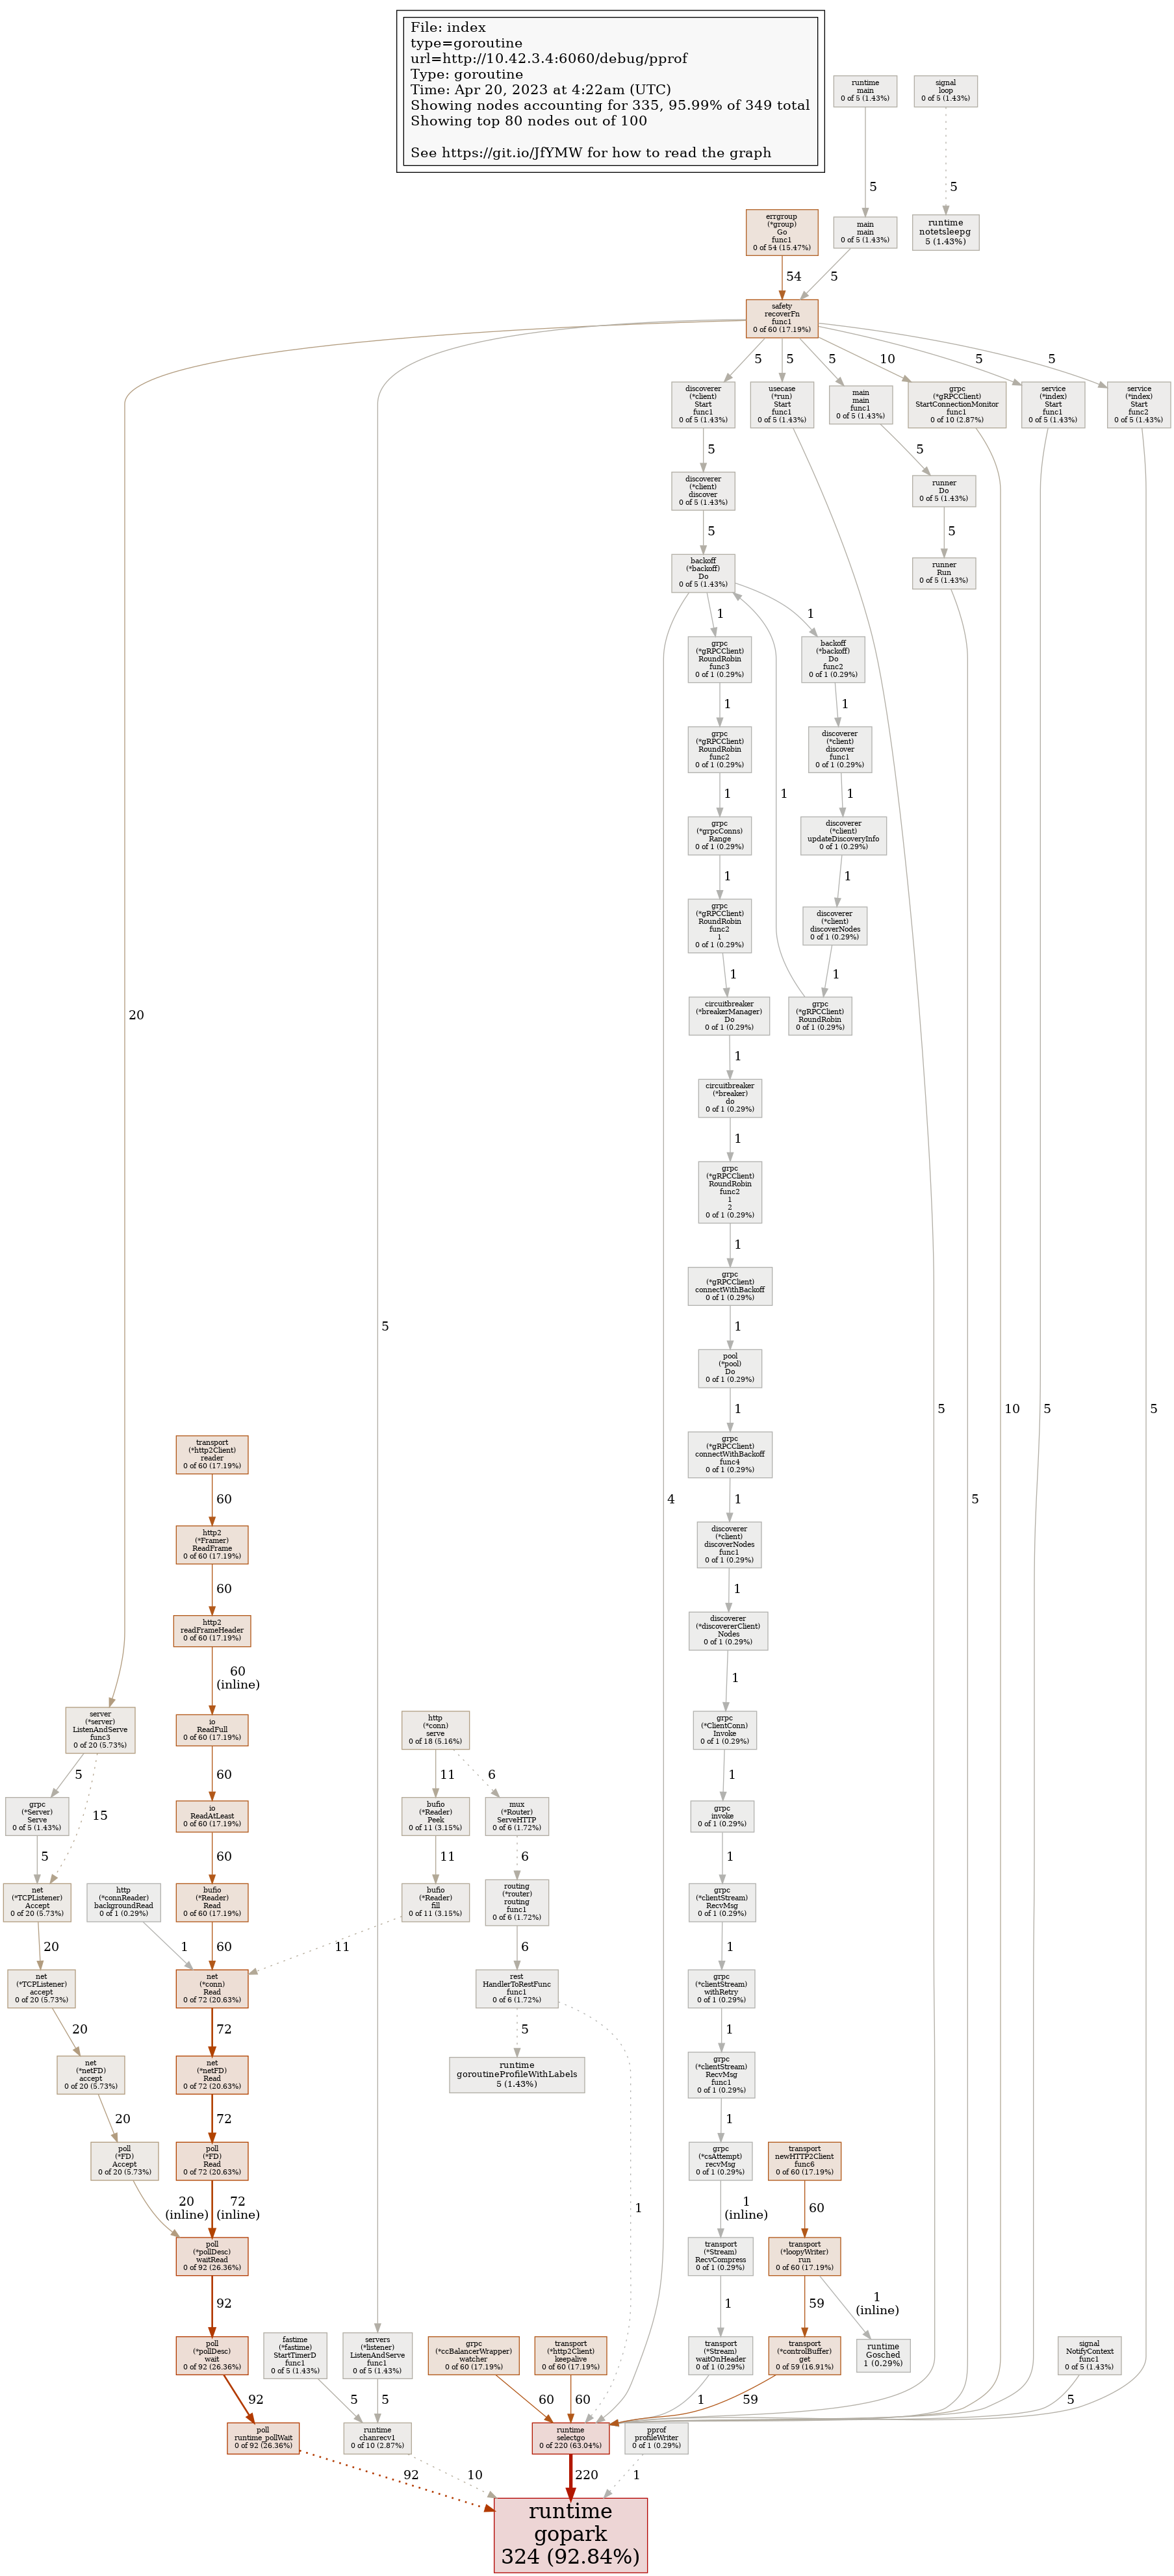 File: index
type=goroutine
url=http://10.42.3.4:6060/debug/pprof
Type: goroutine
Time: Apr 20, 2023 at 4:22am (UTC)
Showing nodes accounting for 335, 95.99% of 349 total
Showing top 80 nodes out of 100
See https://git.io/JfYMW for how to read the graph
runtime
main
0 of 5 (1.43%)
signal
loop
0 of 5 (1.43%)
5
5
errgroup
(*group)
Go
func1
0 of 54 (15.47%)
main
main
0 of 5 (1.43%)
runtime
notetsleepg
5 (1.43%)
54
5
safety
recoverFn
func1
0 of 60 (17.19%)
5
5
5
10
5
5
discoverer
(*client)
Start
func1
0 of 5 (1.43%)
usecase
(*run)
Start
func1
0 of 5 (1.43%)
main
main
func1
0 of 5 (1.43%)
grpc
(*gRPCClient)
StartConnectionMonitor
func1
0 of 10 (2.87%)
service
(*index)
Start
func1
0 of 5 (1.43%)
service
(*index)
Start
func2
0 of 5 (1.43%)
5
5
discoverer
(*client)
discover
0 of 5 (1.43%)
runner
Do
0 of 5 (1.43%)
5
5
backoff
(*backoff)
Do
0 of 5 (1.43%)
runner
Run
0 of 5 (1.43%)
1
1
grpc
(*gRPCClient)
RoundRobin
func3
0 of 1 (0.29%)
backoff
(*backoff)
Do
func2
0 of 1 (0.29%)
1
1
grpc
(*gRPCClient)
RoundRobin
func2
0 of 1 (0.29%)
discoverer
(*client)
discover
func1
0 of 1 (0.29%)
1
1
1
grpc
(*grpcConns)
Range
0 of 1 (0.29%)
discoverer
(*client)
updateDiscoveryInfo
0 of 1 (0.29%)
1
1
grpc
(*gRPCClient)
RoundRobin
func2
1
0 of 1 (0.29%)
discoverer
(*client)
discoverNodes
0 of 1 (0.29%)
1
1
circuitbreaker
(*breakerManager)
Do
0 of 1 (0.29%)
grpc
(*gRPCClient)
RoundRobin
0 of 1 (0.29%)
20
1
circuitbreaker
(*breaker)
do
0 of 1 (0.29%)
1
grpc
(*gRPCClient)
RoundRobin
func2
1
2
0 of 1 (0.29%)
1
grpc
(*gRPCClient)
connectWithBackoff
0 of 1 (0.29%)
5
1
pool
(*pool)
Do
0 of 1 (0.29%)
1
5
10
5
5
transport
(*http2Client)
reader
0 of 60 (17.19%)
grpc
(*gRPCClient)
connectWithBackoff
func4
0 of 1 (0.29%)
60
4
1
5
http2
(*Framer)
ReadFrame
0 of 60 (17.19%)
discoverer
(*client)
discoverNodes
func1
0 of 1 (0.29%)
60
1
http2
readFrameHeader
0 of 60 (17.19%)
discoverer
(*discovererClient)
Nodes
0 of 1 (0.29%)
60
(inline)
1
server
(*server)
ListenAndServe
func3
0 of 20 (5.73%)
io
ReadFull
0 of 60 (17.19%)
http
(*conn)
serve
0 of 18 (5.16%)
grpc
(*ClientConn)
Invoke
0 of 1 (0.29%)
5
15
60
11
6
1
grpc
(*Server)
Serve
0 of 5 (1.43%)
io
ReadAtLeast
0 of 60 (17.19%)
bufio
(*Reader)
Peek
0 of 11 (3.15%)
mux
(*Router)
ServeHTTP
0 of 6 (1.72%)
grpc
invoke
0 of 1 (0.29%)
5
60
11
6
1
net
(*TCPListener)
Accept
0 of 20 (5.73%)
http
(*connReader)
backgroundRead
0 of 1 (0.29%)
bufio
(*Reader)
Read
0 of 60 (17.19%)
bufio
(*Reader)
fill
0 of 11 (3.15%)
routing
(*router)
routing
func1
0 of 6 (1.72%)
grpc
(*clientStream)
RecvMsg
0 of 1 (0.29%)
20
1
60
11
6
1
net
(*TCPListener)
accept
0 of 20 (5.73%)
net
(*conn)
Read
0 of 72 (20.63%)
rest
HandlerToRestFunc
func1
0 of 6 (1.72%)
grpc
(*clientStream)
withRetry
0 of 1 (0.29%)
20
72
5
1
net
(*netFD)
accept
0 of 20 (5.73%)
net
(*netFD)
Read
0 of 72 (20.63%)
runtime
goroutineProfileWithLabels
5 (1.43%)
grpc
(*clientStream)
RecvMsg
func1
0 of 1 (0.29%)
20
72
1
poll
(*FD)
Accept
0 of 20 (5.73%)
poll
(*FD)
Read
0 of 72 (20.63%)
grpc
(*csAttempt)
recvMsg
0 of 1 (0.29%)
transport
newHTTP2Client
func6
0 of 60 (17.19%)
20
(inline)
72
(inline)
1
1
(inline)
60
poll
(*pollDesc)
waitRead
0 of 92 (26.36%)
transport
(*Stream)
RecvCompress
0 of 1 (0.29%)
transport
(*loopyWriter)
run
0 of 60 (17.19%)
92
1
59
1
(inline)
poll
(*pollDesc)
wait
0 of 92 (26.36%)
fastime
(*fastime)
StartTimerD
func1
0 of 5 (1.43%)
servers
(*listener)
ListenAndServe
func1
0 of 5 (1.43%)
grpc
(*ccBalancerWrapper)
watcher
0 of 60 (17.19%)
transport
(*http2Client)
keepalive
0 of 60 (17.19%)
transport
(*Stream)
waitOnHeader
0 of 1 (0.29%)
transport
(*controlBuffer)
get
0 of 59 (16.91%)
runtime
Gosched
1 (0.29%)
signal
NotifyContext
func1
0 of 5 (1.43%)
92
5
5
60
60
1
59
5
poll
runtime_pollWait
0 of 92 (26.36%)
runtime
chanrecv1
0 of 10 (2.87%)
runtime
selectgo
0 of 220 (63.04%)
pprof
profileWriter
0 of 1 (0.29%)
92
10
220
1
runtime
gopark
324 (92.84%)